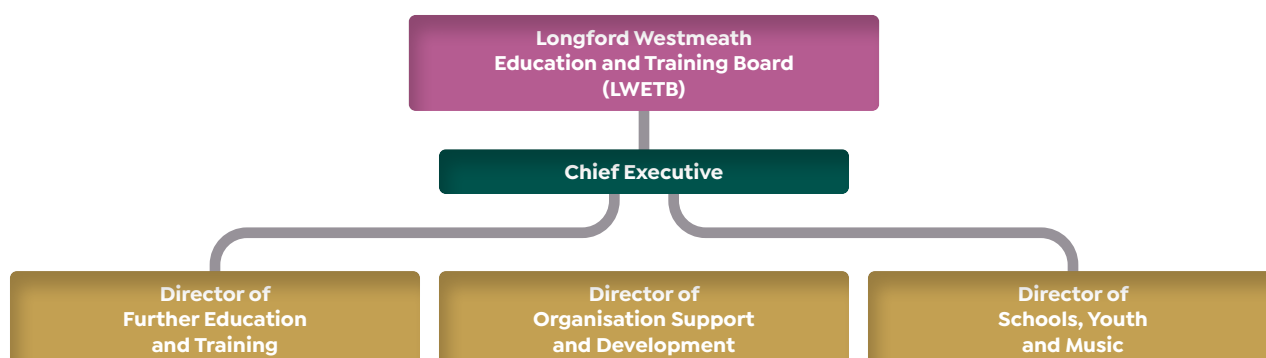 Longford Westmeath
Education and Training Board
(LWETB)
Chief Executive
Director of
Further Education
and Training
Director of
Organisation Support
and Development
Director of
Schools, Youth
and Music